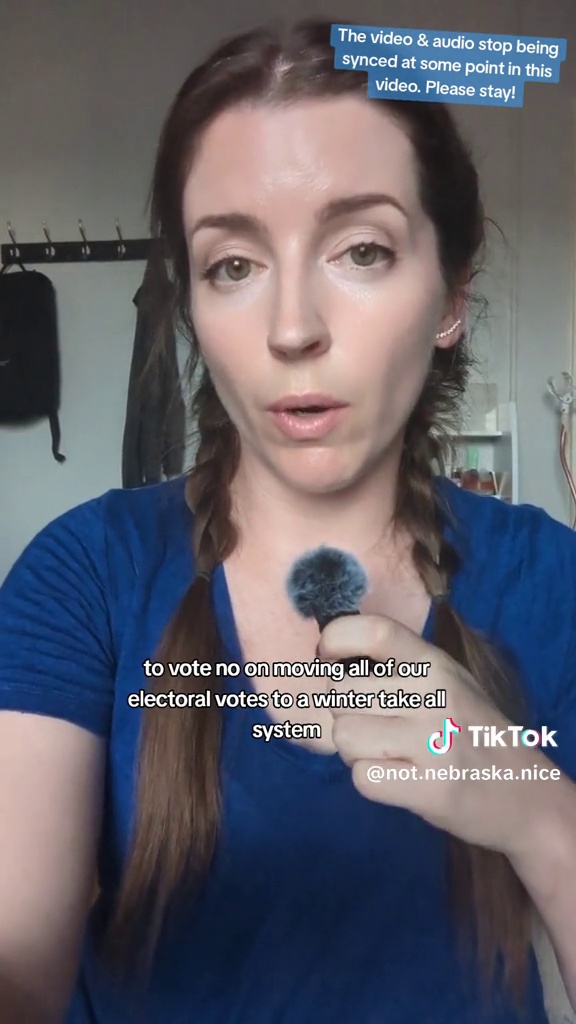 The video & audio stop being
synced at some point in this
video. Please stay!
to vote no on moving all of our
electoral votes to a winter take all
system
TikTok
@not.nebraska.nice